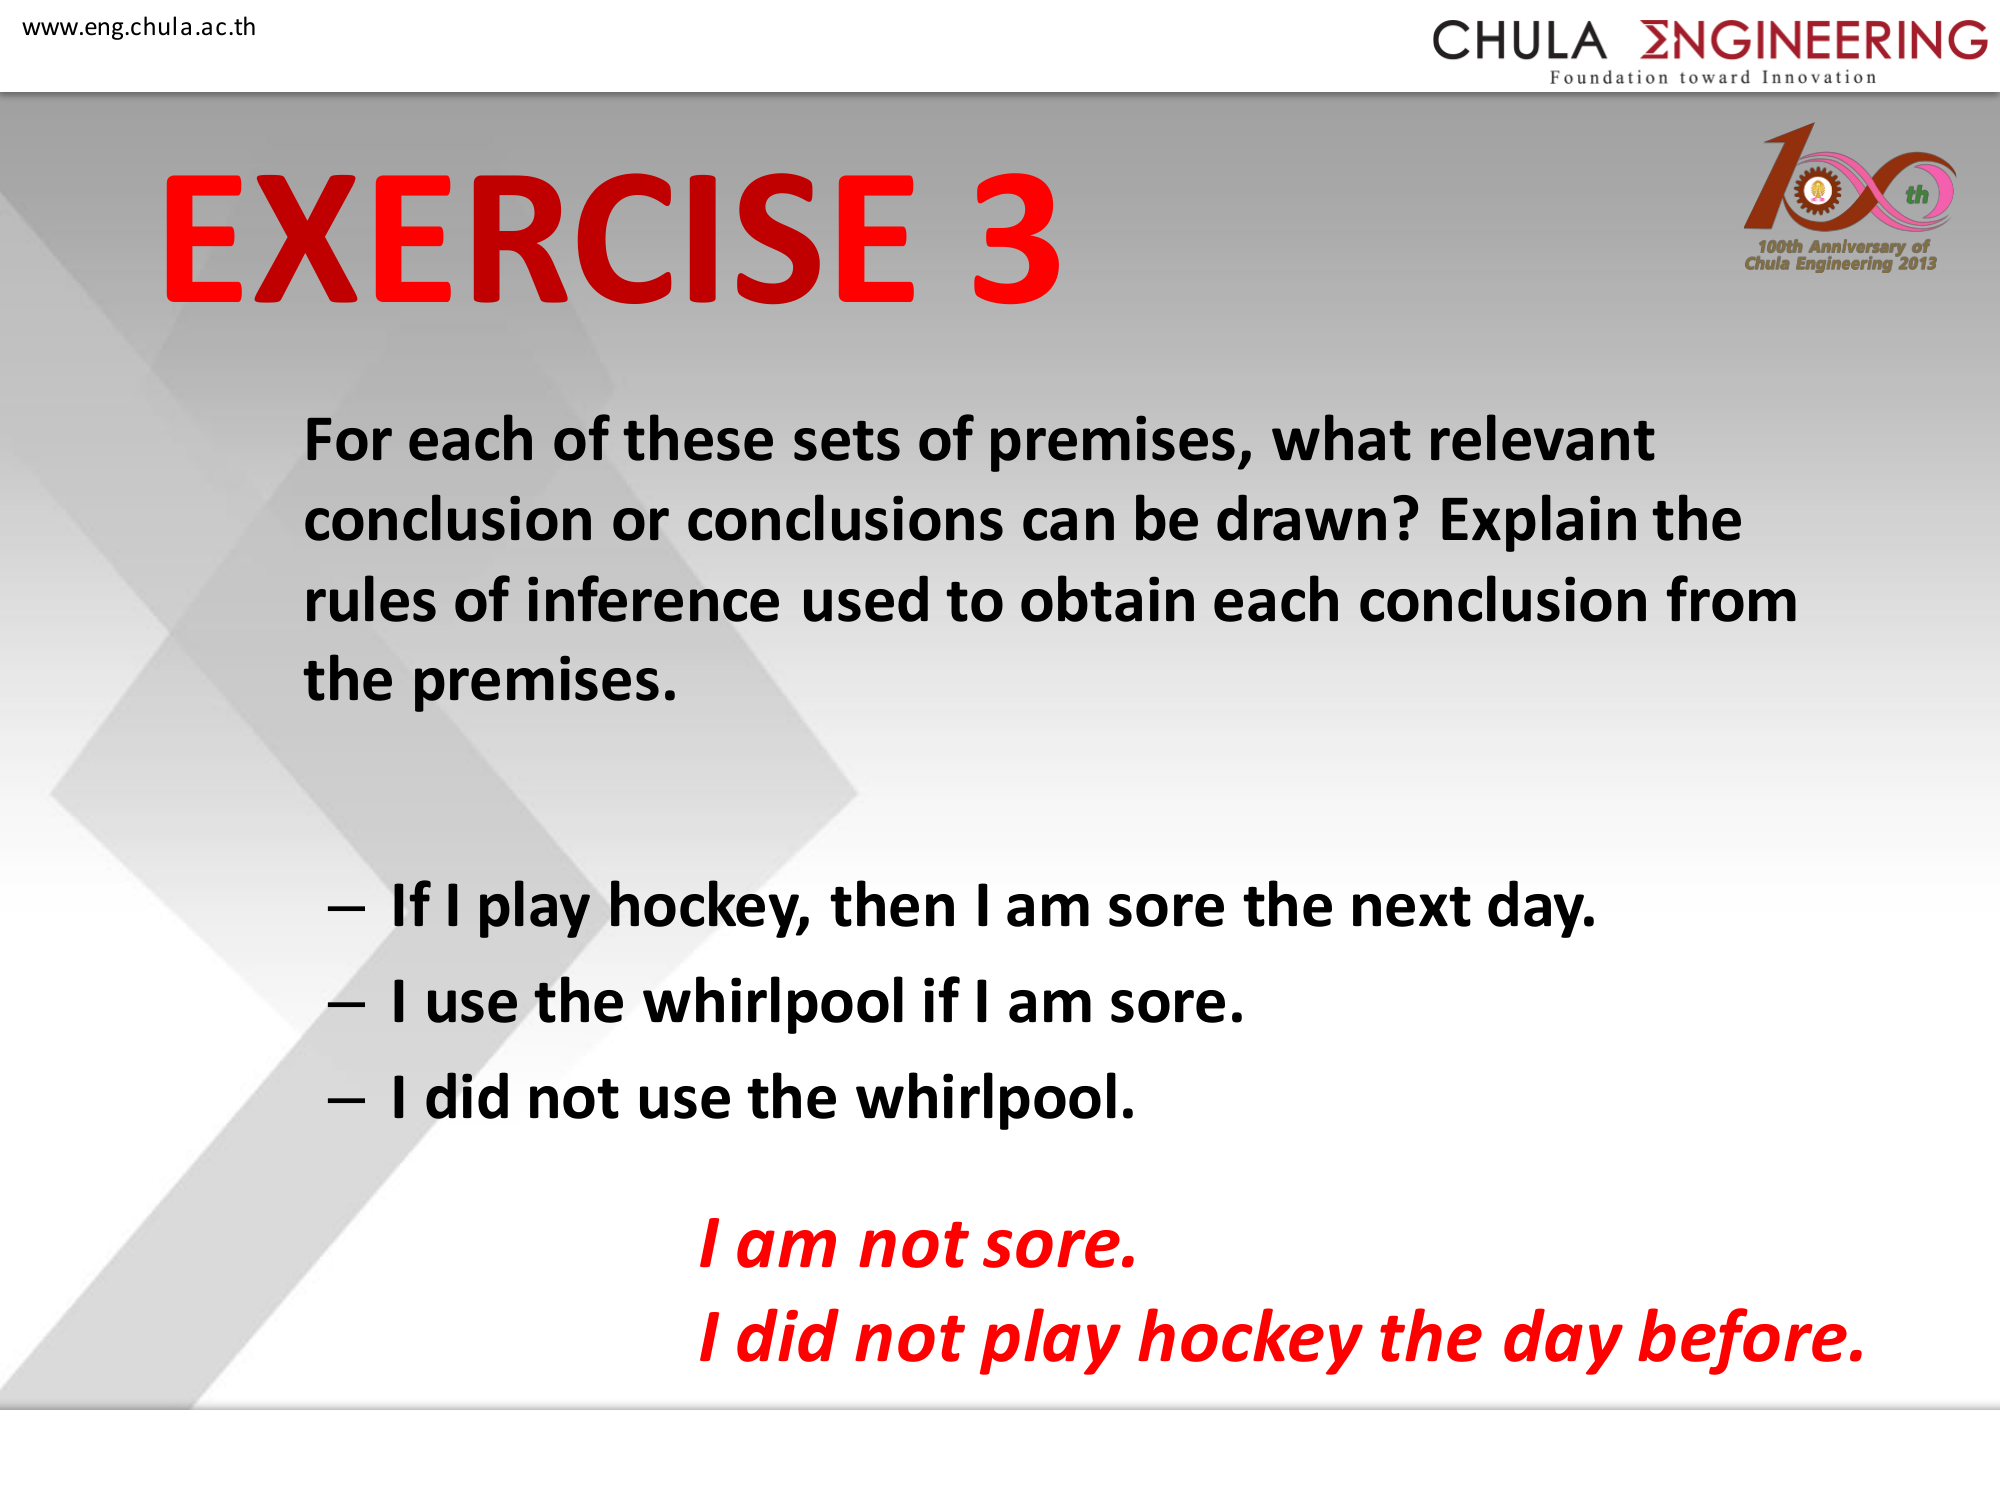 www.eng.chula.ac.th
CHULA ΣNGINEERING
Foundation toward Innovation
th
100th Anniversary of
Chula Engineering 2013
EXERCISE 3
For each of these sets of premises, what relevant
conclusion or conclusions can be drawn? Explain the
rules of inference used to obtain each conclusion from
the premises.
– If I play hockey, then I am sore the next day.
– I use the whirlpool if I am sore.
– I did not use the whirlpool.
I am not sore.
I did not play hockey the day before.